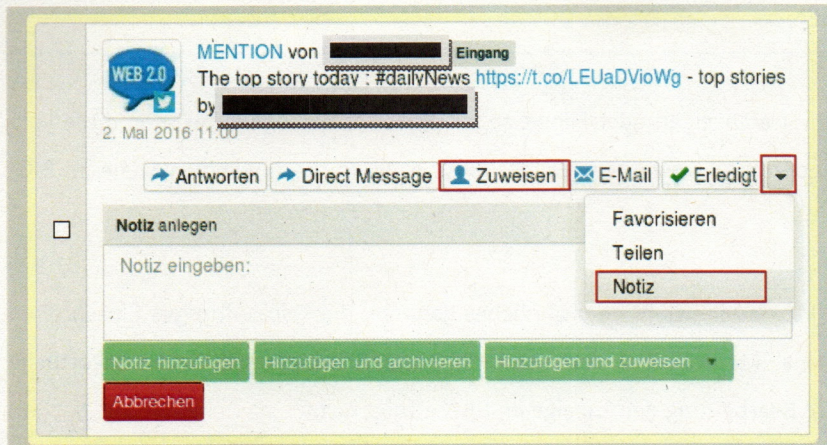 MENTION von Eingang
WEB 2.0
The top story today : #dailyNews https://t.co/LEUaDVioWg - top stories
by
2. Mai 2016 11:00
Antworten Direct Message Zuweisen E-Mail Erledigt
Favorisieren
Teilen
Notiz
Notiz anlegen
Notiz eingeben:
Notiz hinzufügen Hinzufügen und archivieren Hinzufügen und zuweisen
Abbrechen